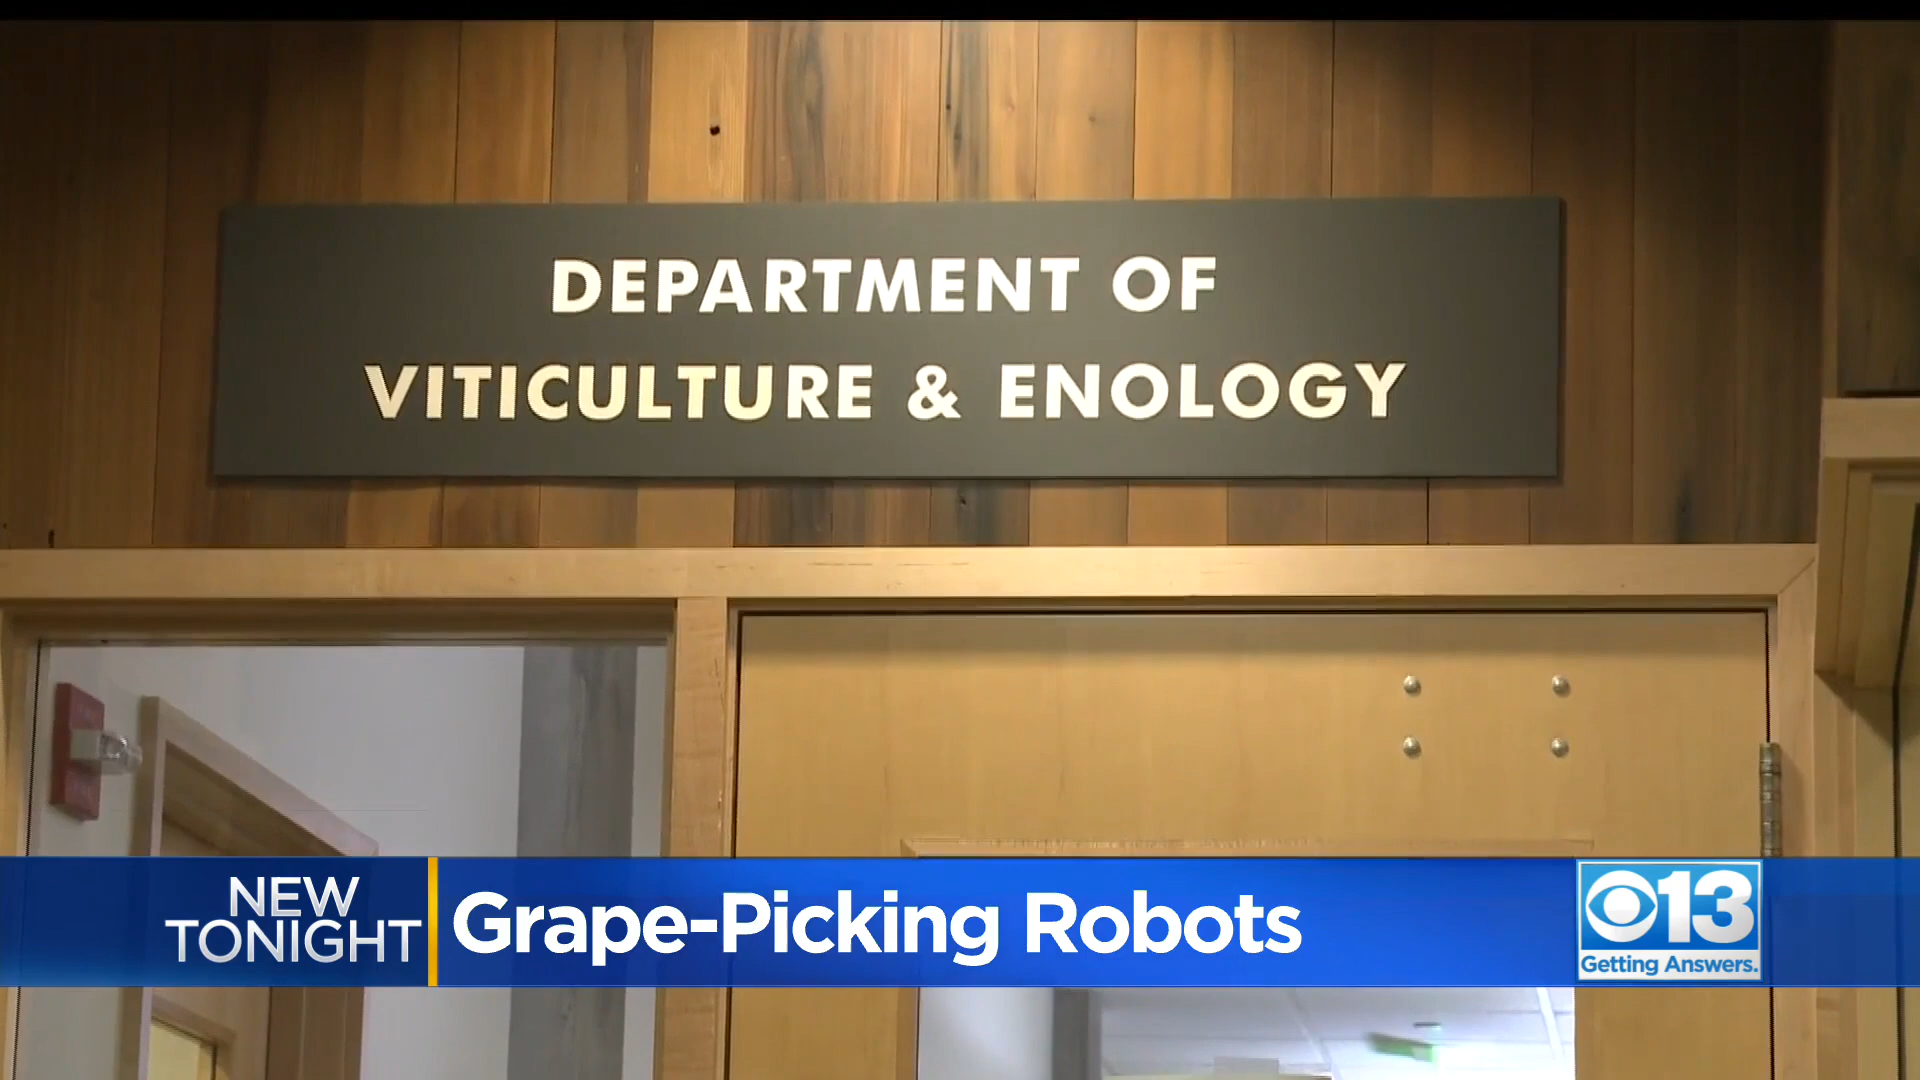 DEPARTMENT OF
VITICULTURE & ENOLOGY
NEW
TONIGHT
Grape-Picking Robots
13
Getting Answers.